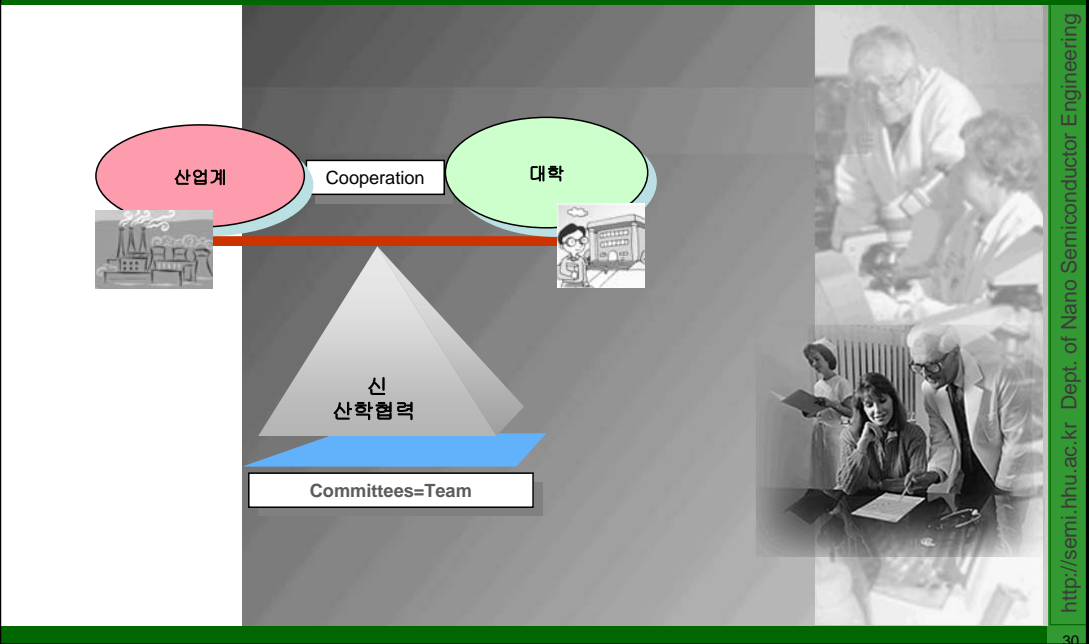 산업계
Cooperation
대학
신
산학협력
Committees=Team
http://semi.hhu.ac.kr Dept. of Nano Semiconductor Engineering
30